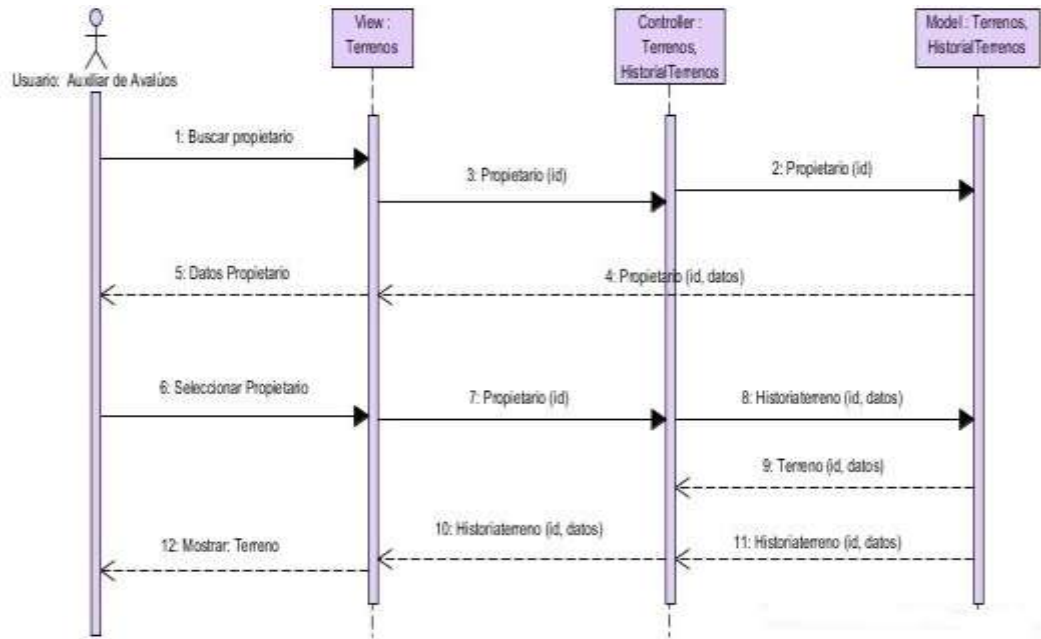 View :
Terrenos
Controller :
Terrenos,
HistorialTerrenos
Model : Terrenos,
HistorialTerrenos
Usuario: Auxiliar de Avalúos
1: Buscar propietario
3: Propietario (id)
2: Propietario (id)
5: Datos Propietario
4: Propietario (id, datos)
6: Seleccionar Propietario
7: Propietario (id)
8: Historiaterreno (id, datos)
9: Terreno (id, datos)
10: Historiaterreno (id, datos)
11: Historiaterreno (id, datos)
12: Mostrar: Terreno